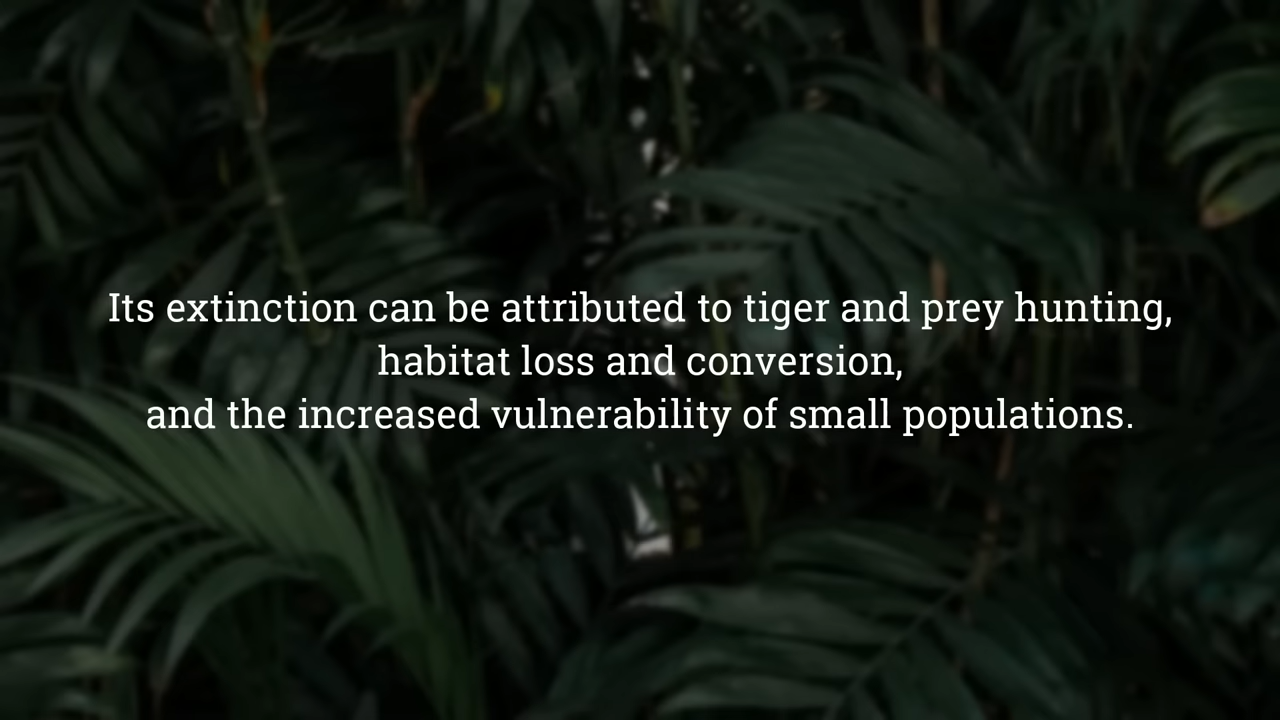 Its extinction can be attributed to tiger and prey hunting,
habitat loss and conversion,
and the increased vulnerability of small populations.